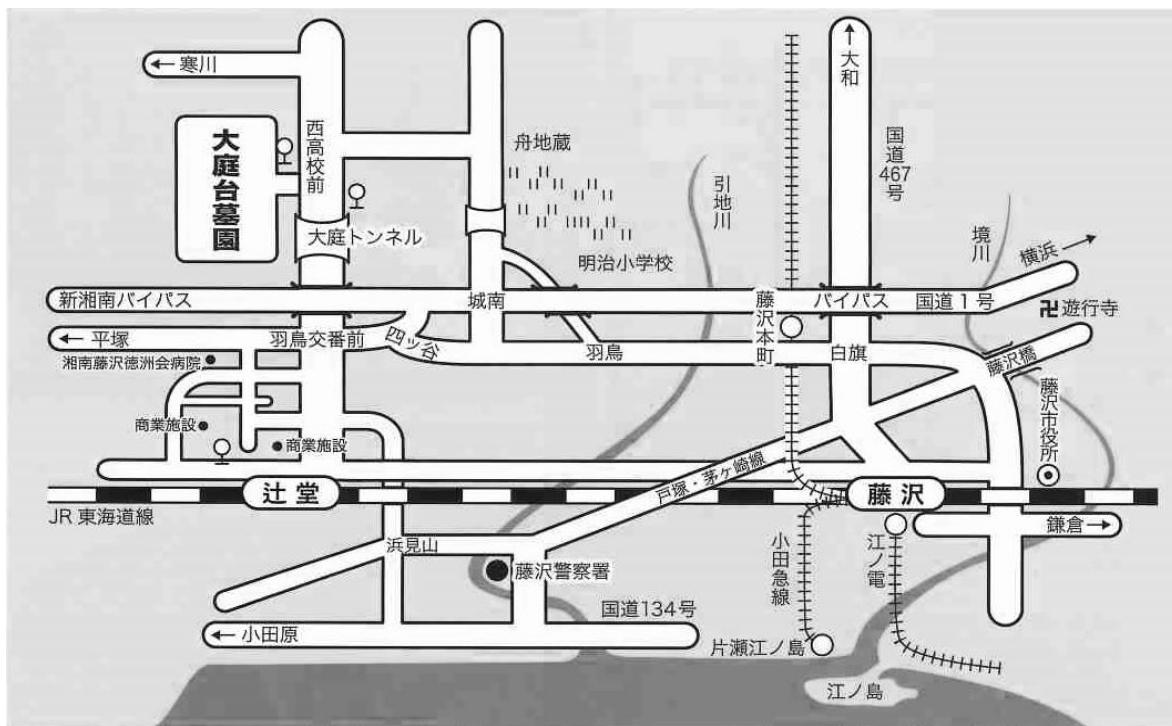 ← 寒川
大庭台墓園
西高校前
大庭トンネル
舟地蔵
明治小学校
引地川
↑大和
国道467号
境川
横浜 →
新湘南バイパス
城南
藤沢本町
バイパス
国道1号
卍遊行寺
← 平塚
羽鳥交番前
四ッ谷
羽鳥
白旗
藤沢橋
湘南藤沢徳洲会病院
商業施設
商業施設
藤沢市役所
戸塚・茅ヶ崎線
辻堂
藤沢
JR東海道線
浜見山
藤沢警察署
小田急線
江ノ電
鎌倉→
国道134号
← 小田原
片瀬江ノ島
江ノ島